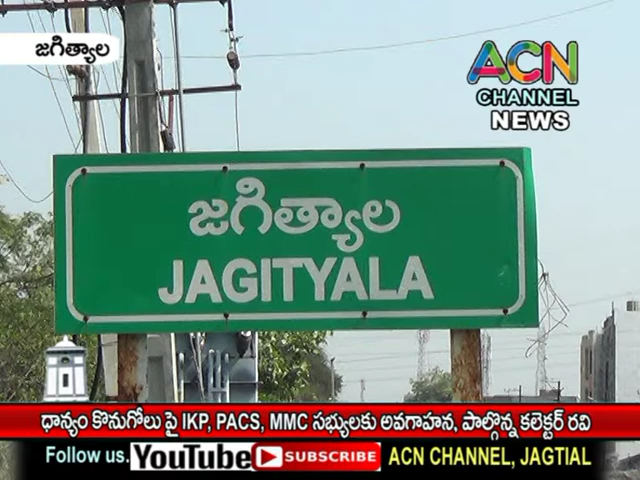 జగిత్యాల
ACN
CHANNEL
NEWS
జగిత్యాల
JAGITYALA
ధాన్యం కొనుగోలు పై IKP, PACS, MMC సభ్యులకు అవగాహన, పాల్గొన్న కలెక్టర్ రవి
Follow us. YouTube SUBSCRIBE ACN CHANNEL, JAGTIAL